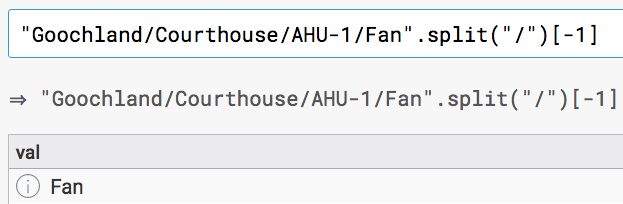 "Goochland/Courthouse/AHU-1/Fan".split("/")[-1]
⇒ "Goochland/Courthouse/AHU-1/Fan".split("/")[-1]
val
Fan